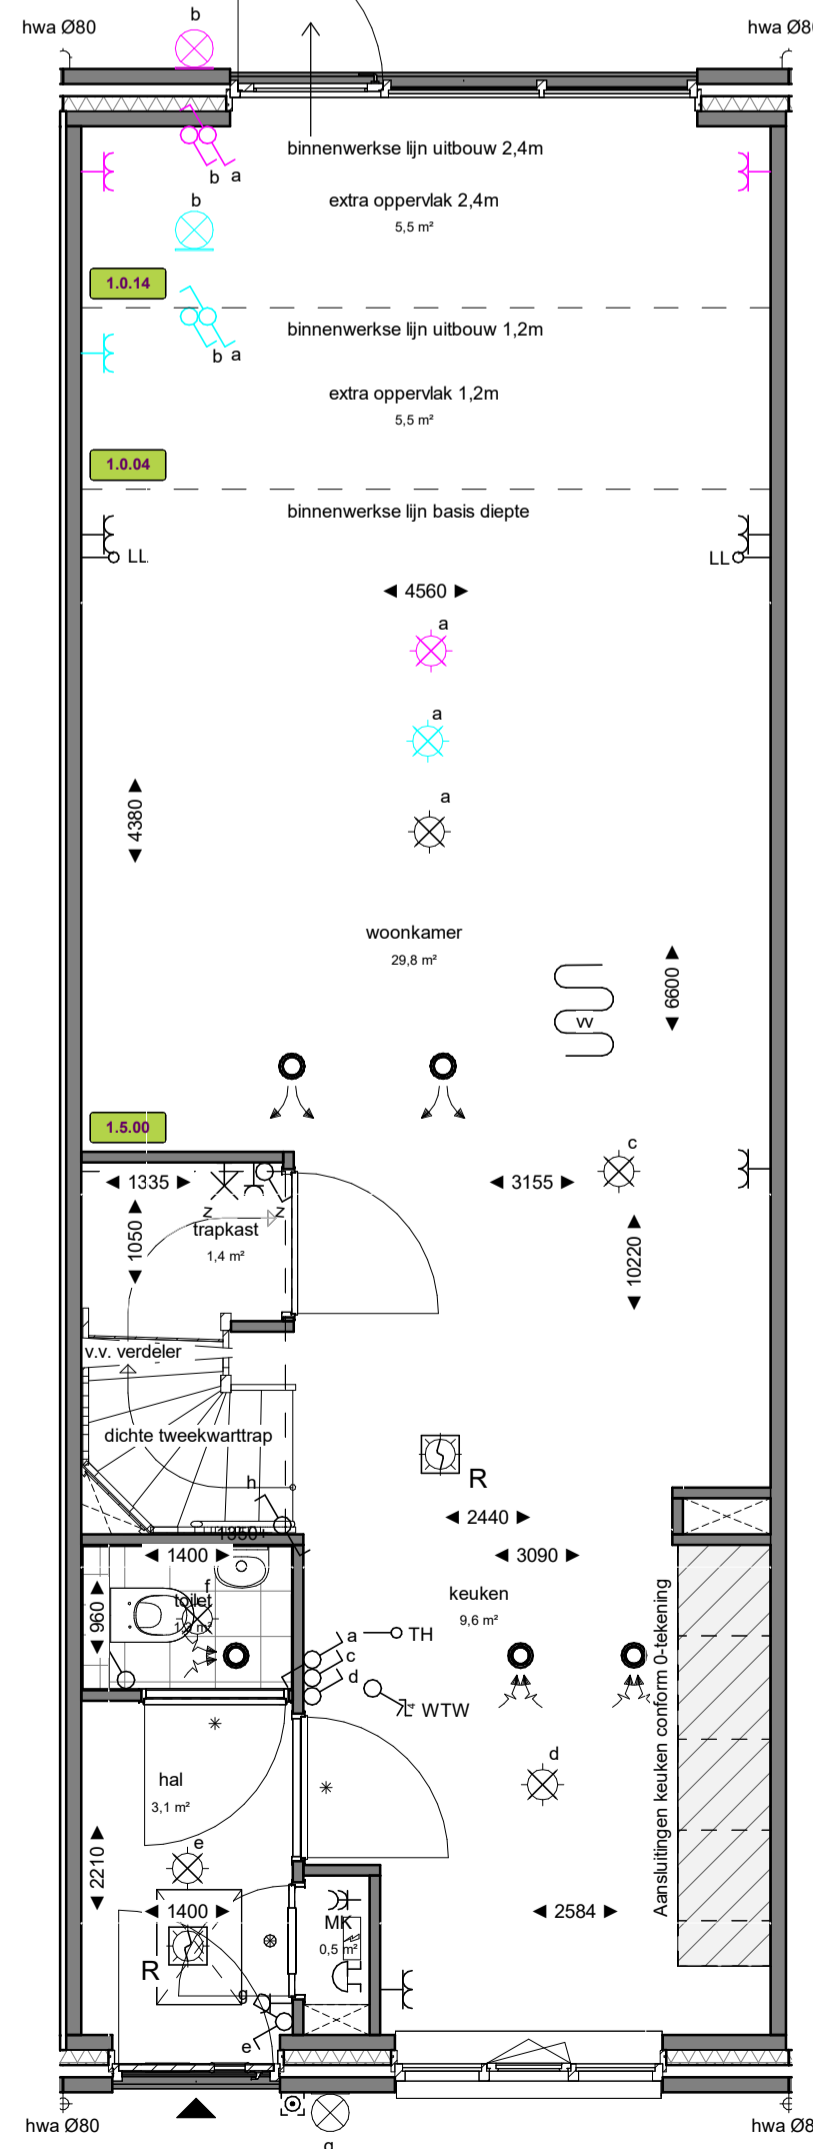 b
hwa Ø80
hwa Ø80
binnenwerkse lijn uitbouw 2,4m
b a
extra oppervlak 2,4m
b
5,5 m²
1.0.14
binnenwerkse lijn uitbouw 1,2m
b a
extra oppervlak 1,2m
5,5 m²
1.0.04
binnenwerkse lijn basis diepte
LL
LL
4560
a
a
a
4380
woonkamer
29,8 m²
6600
vv
1.5.00
c
1335
3155
z
z
trapkast
1,4 m²
1050
10220
v.v. verdeler
dichte tweekwarttrap
h
R
2440
1350+
1400
3090
f
toilet
keuken
9,6 m²
960
a
TH
c
d
WTW
Aansluitingen keuken conform 0-tekening
d
hal
3,1 m²
e
2210
1400
2584
MK
0,5 m²
R
g
e
hwa Ø80
hwa Ø8
g